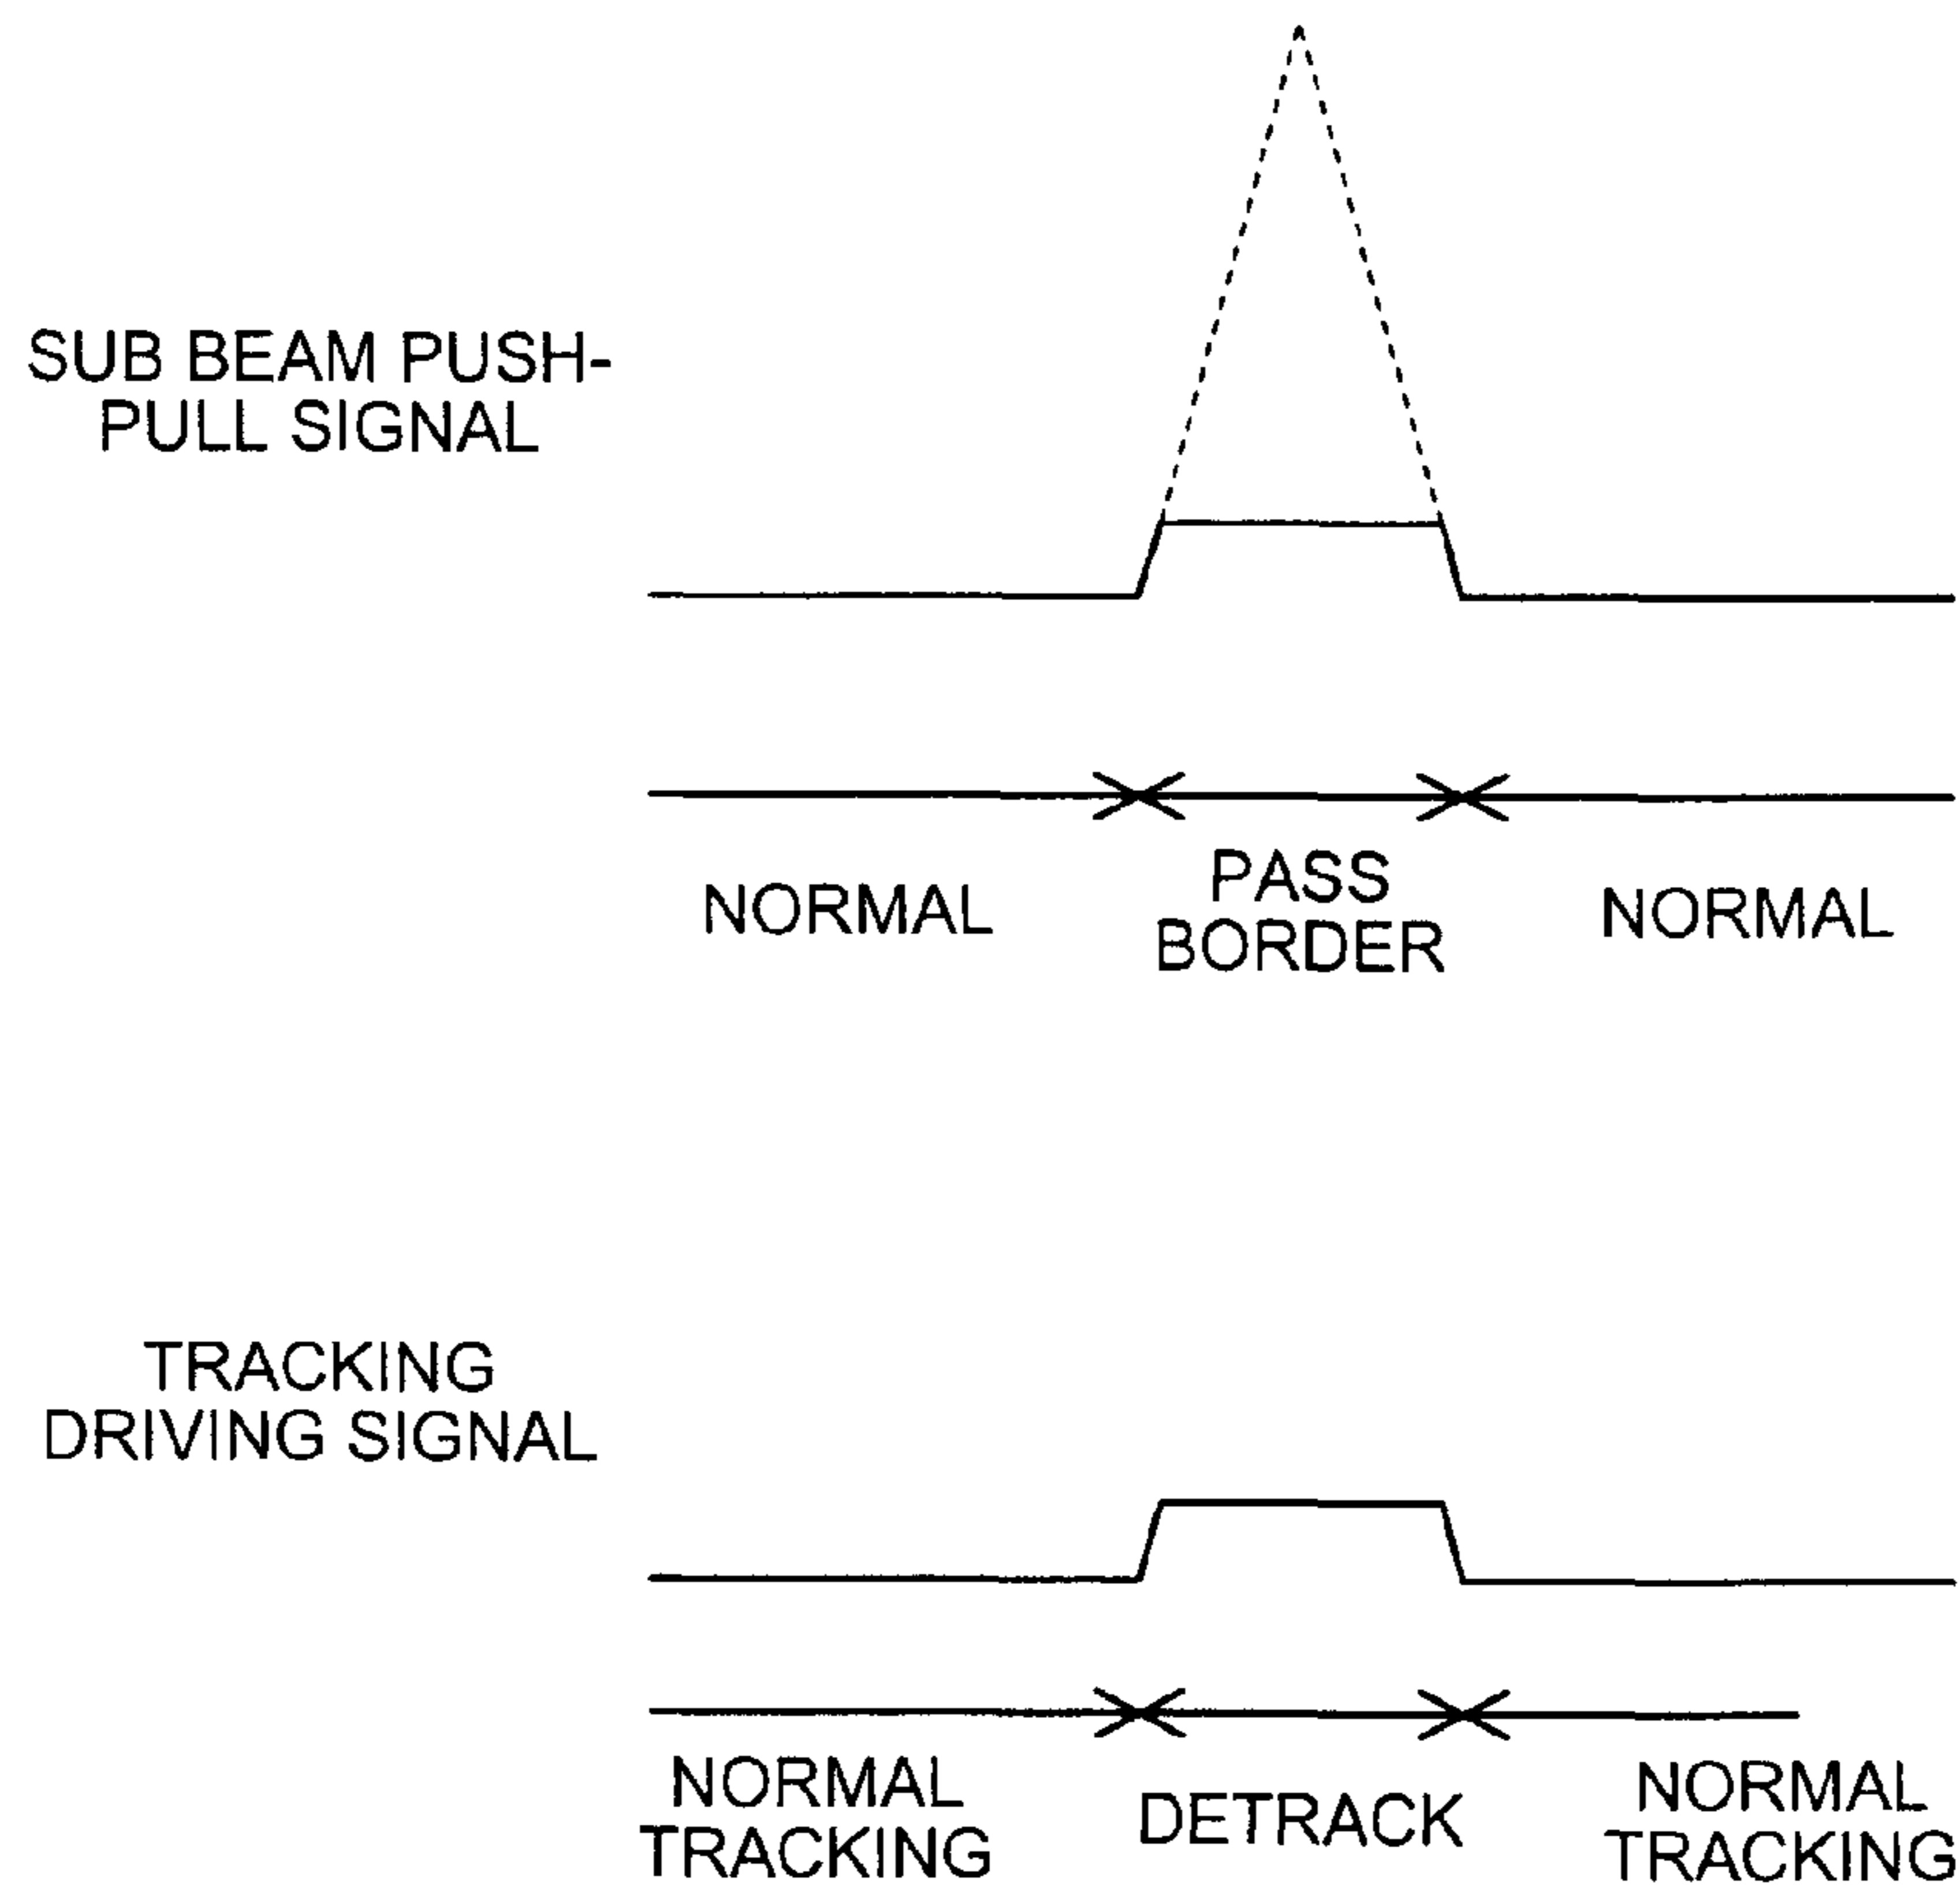 SUB BEAM PUSH-
PULL SIGNAL
NORMAL
PASS
BORDER
NORMAL
TRACKING
DRIVING SIGNAL
NORMAL
TRACKING
DETRACK
NORMAL
TRACKING